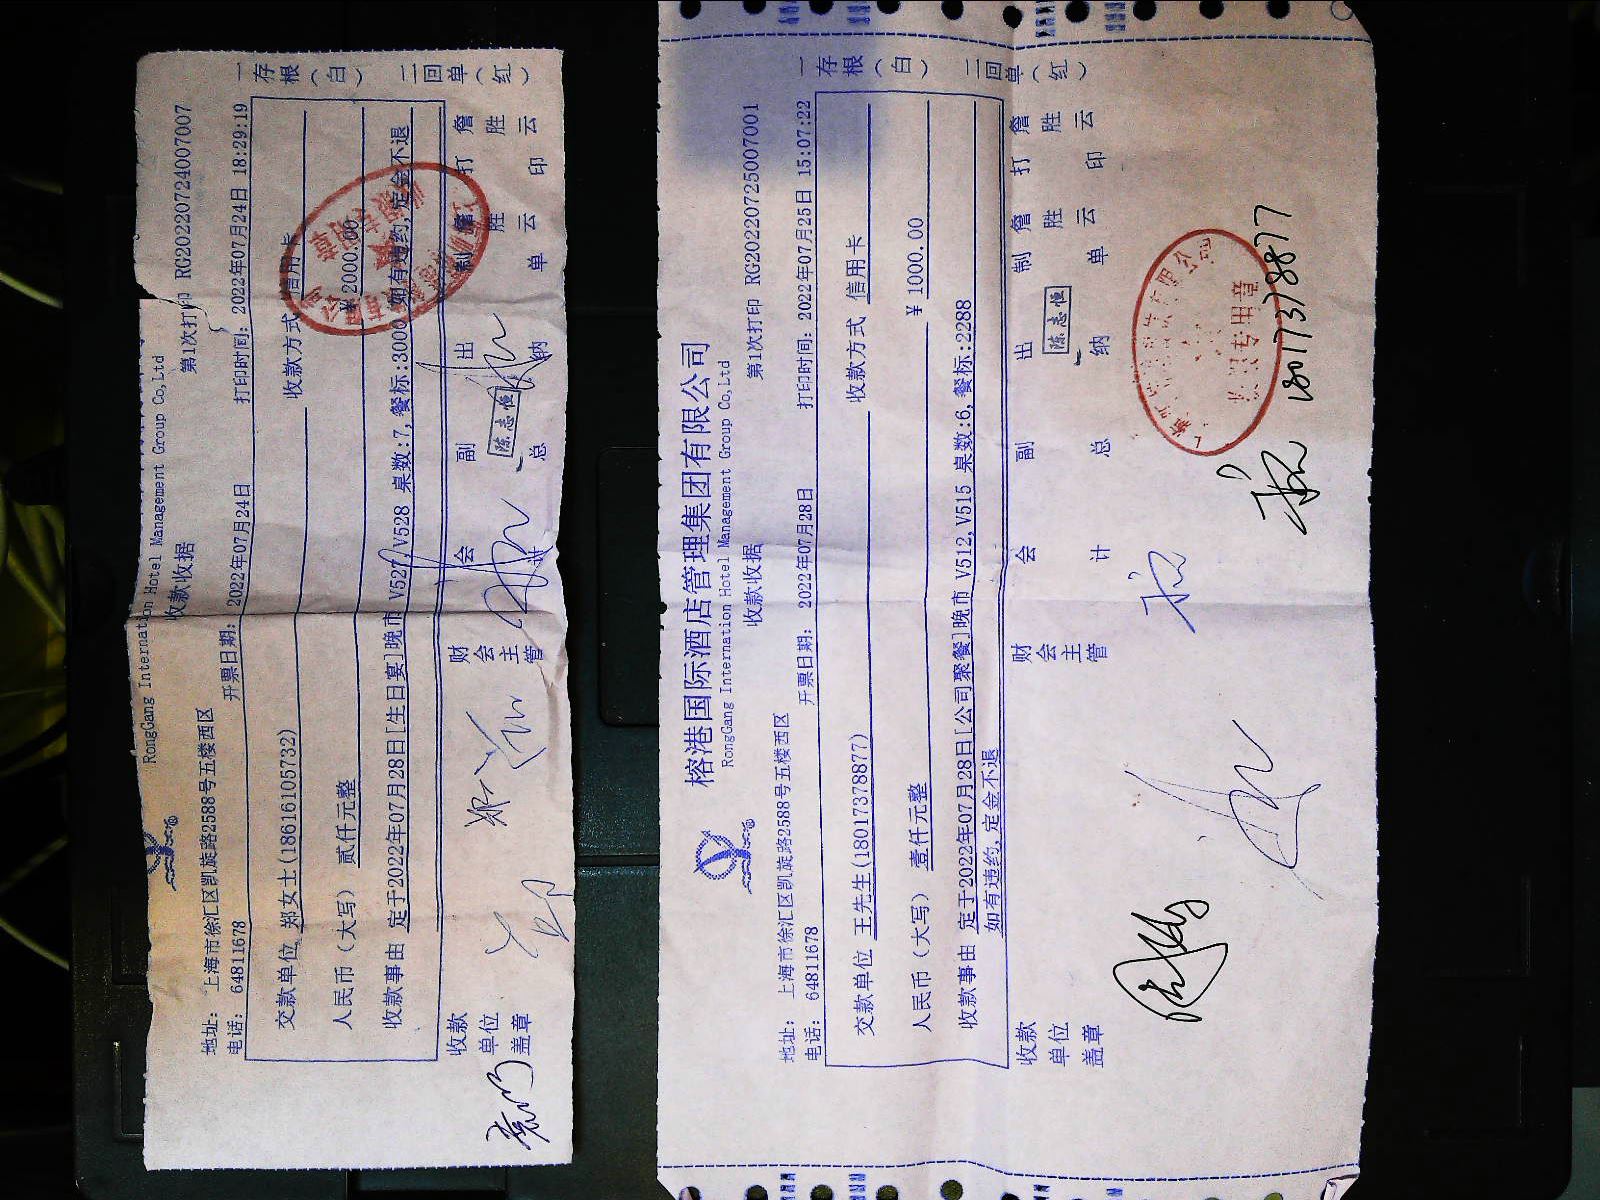 RongGang Internation Hotel Management Group Co,Ltd
收款收据
第1次打印 RG20220724007007
地址: 上海市徐汇区凯旋路2588号五楼西区
电话: 64811678
开票日期: 2022年07月24日
打印时间: 2022年07月24日 18:29:19
交款单位 郑女士(18616105732)
收款方式 信用卡
人民币(大写) 贰仟元整
¥ 2000.00
收款事由 定于2022年07月28日[生日宴]晚市 V527,V528 桌数:7,餐标:3000 如有违约,定金不退
收款单位盖章
财会主管
会计
副总
出纳
制单
詹胜云
打印
詹胜云
陈志恒
一存根(白) 二回单(红)
榕港国际酒店管理集团有限公司
RongGang Internation Hotel Management Group Co,Ltd
收款收据
第1次打印 RG20220725007001
地址: 上海市徐汇区凯旋路2588号五楼西区
电话: 64811678
开票日期: 2022年07月28日
打印时间: 2022年07月25日 15:07:22
交款单位 王先生(18017378877)
收款方式 信用卡
人民币(大写) 壹仟元整
¥ 1000.00
收款事由 定于2022年07月28日[公司聚餐]晚市 V512,V515 桌数:6,餐标:2288
如有违约,定金不退
收款单位盖章
财会主管
会计
副总
出纳
制单
詹胜云
打印
詹胜云
陈志恒
一存根(白) 二回单(红)
18017378877